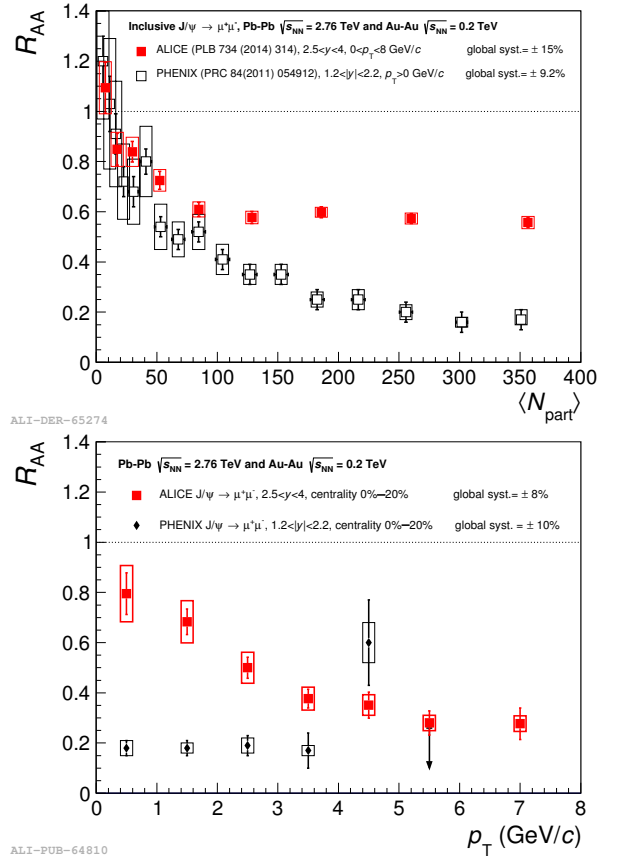 R_AA
1.4
1.2
1
0.8
0.6
0.4
0.2
0
Inclusive J/ψ → μ⁺μ⁻, Pb-Pb √s_NN = 2.76 TeV and Au-Au √s_NN = 0.2 TeV
ALICE (PLB 734 (2014) 314), 2.5<y<4, 0<p_T<8 GeV/c global syst.= ± 15%
PHENIX (PRC 84(2011) 054912), 1.2<|y|<2.2, p_T>0 GeV/c global syst.= ± 9.2%
0 50 100 150 200 250 300 350 400
⟨N_part⟩
ALI-DER-65274
R_AA
1.4
1.2
1
0.8
0.6
0.4
0.2
0
Pb-Pb √s_NN = 2.76 TeV and Au-Au √s_NN = 0.2 TeV
ALICE J/ψ → μ⁺μ⁻, 2.5<y<4, centrality 0%–20% global syst.= ± 8%
PHENIX J/ψ → μ⁺μ⁻, 1.2<|y|<2.2, centrality 0%–20% global syst. = ± 10%
0 1 2 3 4 5 6 7 8
p_T (GeV/c)
ALI-PUB-64810